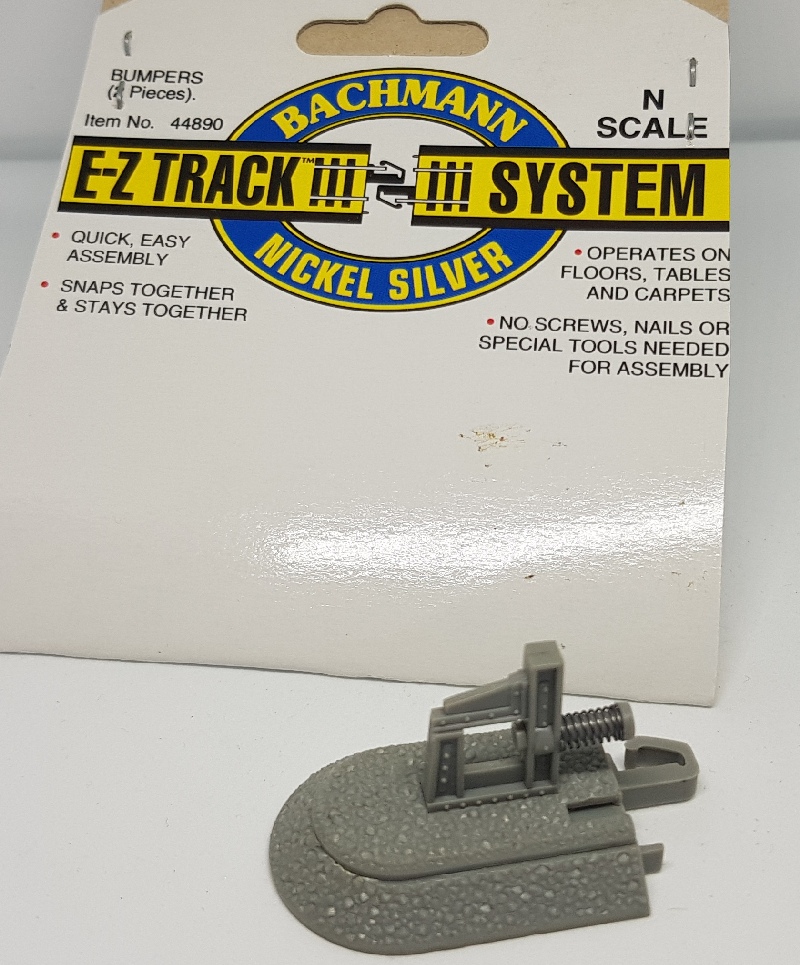 BUMPERS
( Pieces).
Item No. 44890
BACHMANN
N
SCALE
E-Z TRACK™
SYSTEM
NICKEL SILVER
• QUICK, EASY
ASSEMBLY
• SNAPS TOGETHER
& STAYS TOGETHER
• OPERATES ON
FLOORS, TABLES
AND CARPETS
• NO SCREWS, NAILS OR
SPECIAL TOOLS NEEDED
FOR ASSEMBLY